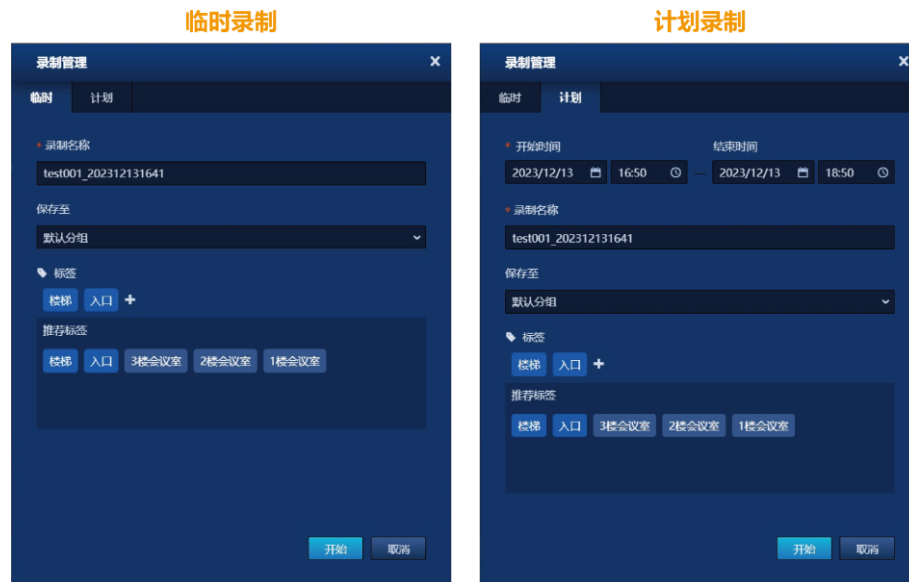 临时录制
录制管理
临时 计划
* 录制名称
test001_202312131641
保存至
默认分组
标签
楼梯 入口 +
推荐标签
楼梯 入口 3楼会议室 2楼会议室 1楼会议室
开始 取消
计划录制
录制管理
临时 计划
* 开始时间 结束时间
2023/12/13 16:50 — 2023/12/13 18:50
* 录制名称
test001_202312131641
保存至
默认分组
标签
楼梯 入口 +
推荐标签
楼梯 入口 3楼会议室 2楼会议室 1楼会议室
开始 取消